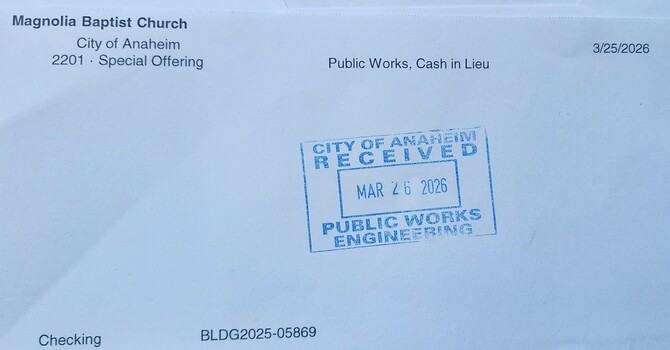 Magnolia Baptist Church
City of Anaheim
2201 · Special Offering
Public Works, Cash in Lieu
3/25/2026
CITY OF ANAHEIM
RECEIVED
MAR 26 2026
PUBLIC WORKS
ENGINEERING
Checking
BLDG2025-05869